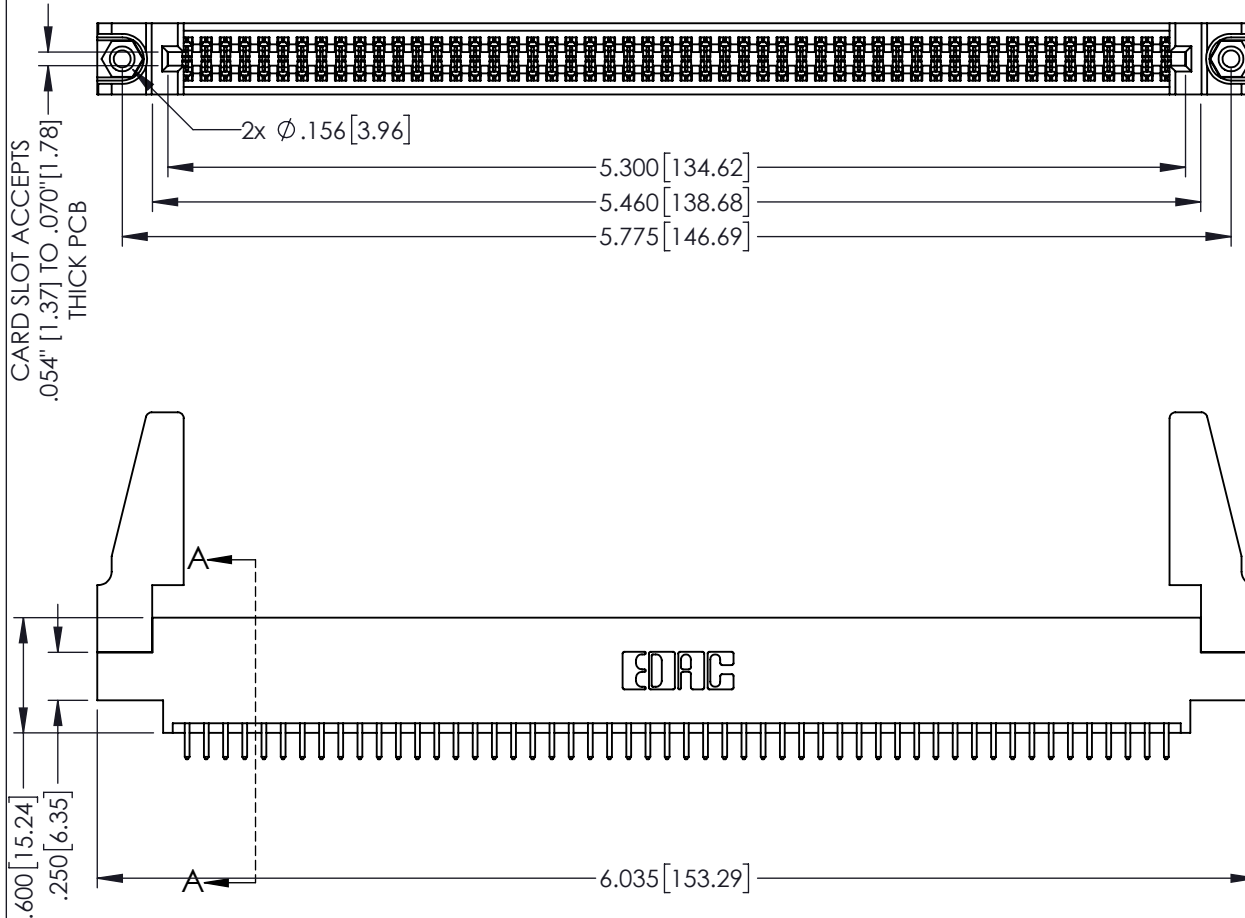 2x ⌀ .156[3.96]
5.300[134.62]
5.460[138.68]
5.775[146.69]
CARD SLOT ACCEPTS
.054" [1.37] TO .070"[1.78]
THICK PCB
A
EDAC
.600[15.24]
.250[6.35]
A
6.035[153.29]